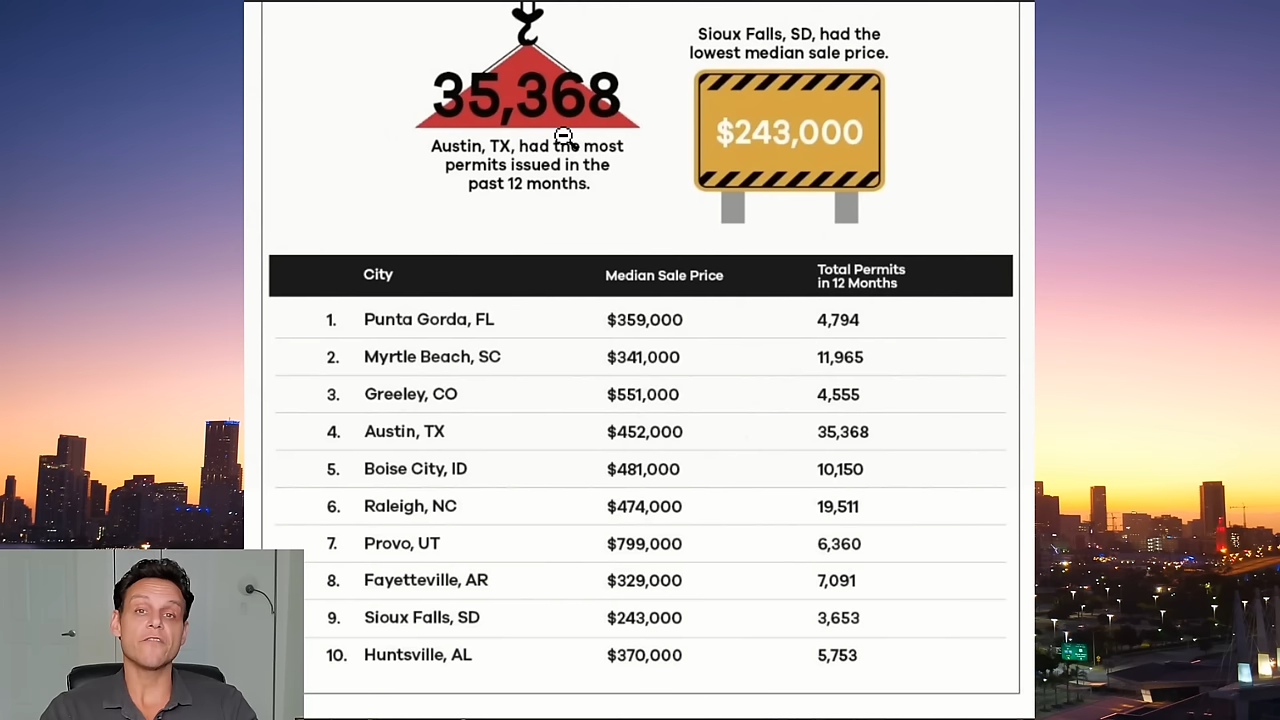 35,368
Austin, TX, had the most
permits issued in the
past 12 months.
Sioux Falls, SD, had the
lowest median sale price.
$243,000
City Median Sale Price Total Permits in 12 Months
1. Punta Gorda, FL $359,000 4,794
2. Myrtle Beach, SC $341,000 11,965
3. Greeley, CO $551,000 4,555
4. Austin, TX $452,000 35,368
5. Boise City, ID $481,000 10,150
6. Raleigh, NC $474,000 19,511
7. Provo, UT $799,000 6,360
8. Fayetteville, AR $329,000 7,091
9. Sioux Falls, SD $243,000 3,653
10. Huntsville, AL $370,000 5,753